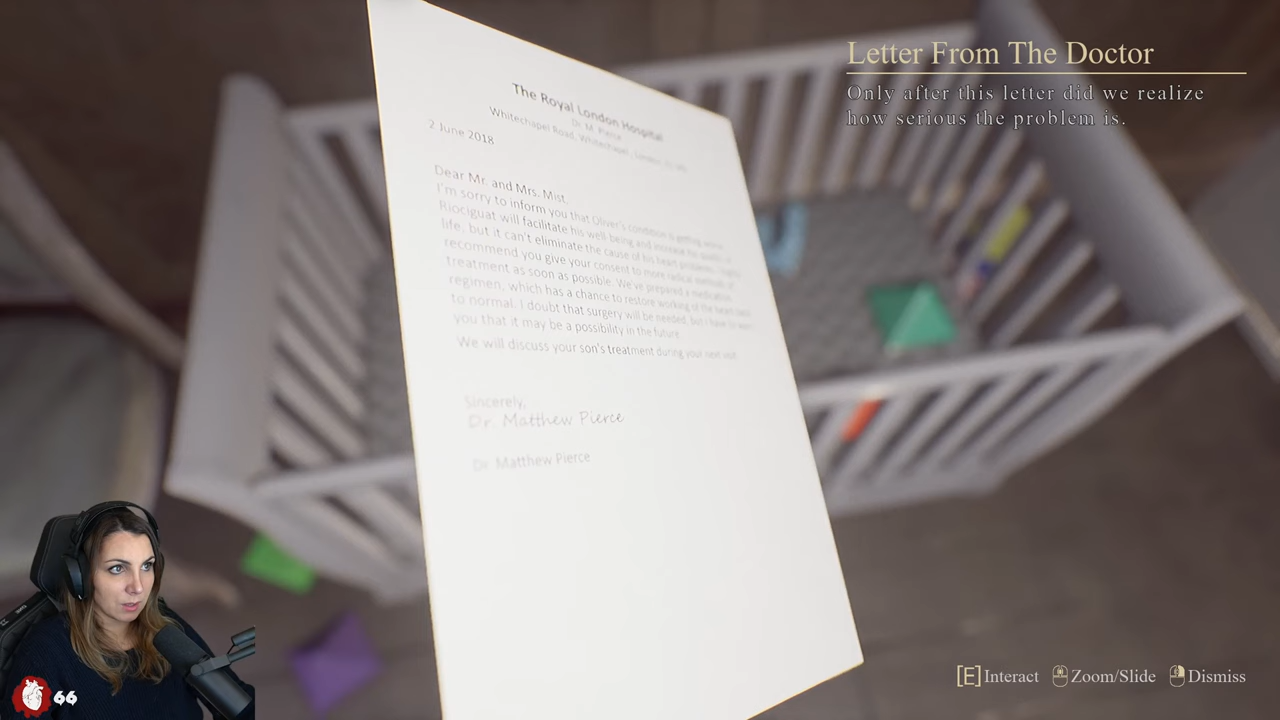 Letter From The Doctor
Only after this letter did we realize
how serious the problem is.
The Royal London Hospital
Dr. M. Pierce
Whitechapel Road, Whitechapel, London,
2 June 2018
Dear Mr. and Mrs. Mist,
I'm sorry to inform you that Oliver's condition is getting
Riociguat will facilitate his well-being and increase his
life, but it can't eliminate the cause of his heart problems. I
recommend you give your consent to more radical methods of
treatment as soon as possible. We've prepared a medication
regimen, which has a chance to restore working of the heart
to normal. I doubt that surgery will be needed, but I have to
you that it may be a possibility in the future.
We will discuss your son's treatment during your next visit
Sincerely,
Dr. Matthew Pierce
Dr. Matthew Pierce
66
[E]Interact Zoom/Slide Dismiss